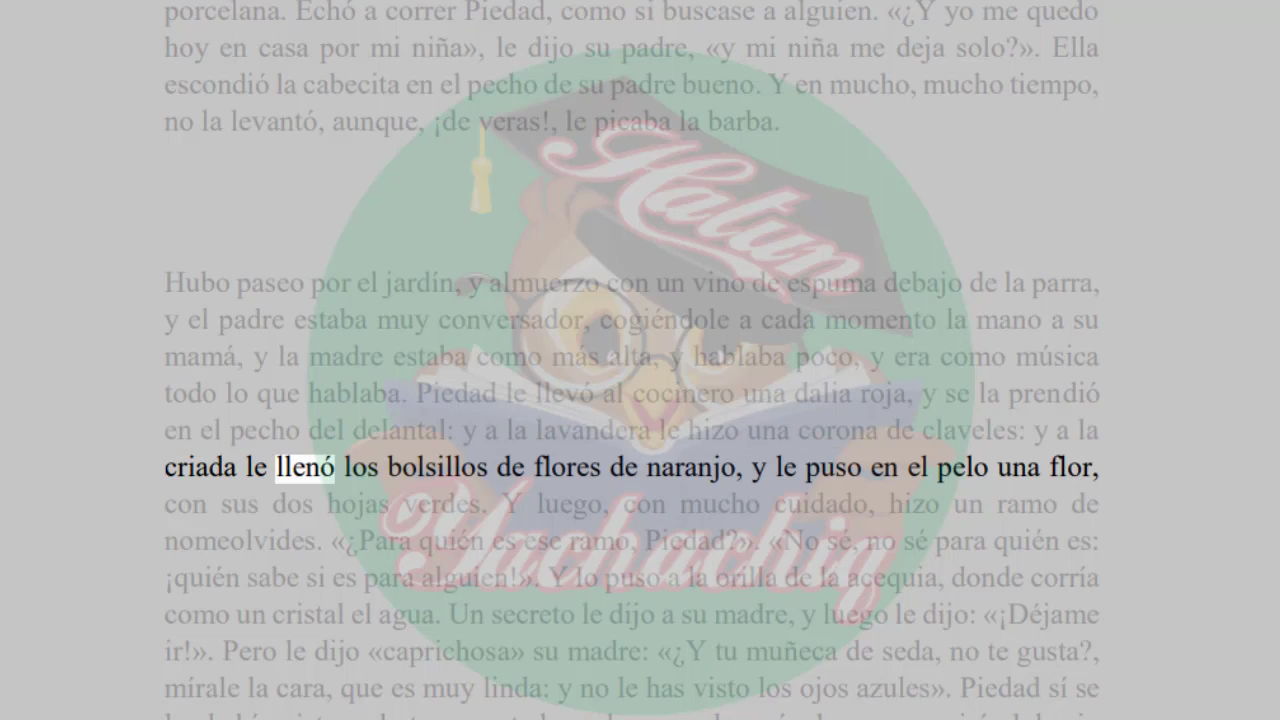 porcelana. Echó a correr Piedad, como si buscase a alguien. «¿Y yo me quedo
hoy en casa por mi niña», le dijo su padre, «y mi niña me deja solo?». Ella
escondió la cabecita en el pecho de su padre bueno. Y en mucho, mucho tiempo,
no la levantó, aunque, ¡de veras!, le picaba la barba.
Hatun
Hubo paseo por el jardín, y almuerzo con un vino de espuma debajo de la parra,
y el padre estaba muy conversador, cogiéndole a cada momento la mano a su
mamá, y la madre estaba como más alta, y hablaba poco, y era como música
todo lo que hablaba. Piedad le llevó al cocinero una dalia roja, y se la prendió
en el pecho del delantal: y a la lavandera le hizo una corona de claveles: y a la
criada le llenó los bolsillos de flores de naranjo, y le puso en el pelo una flor,
con sus dos hojas verdes. Y luego, con mucho cuidado, hizo un ramo de
nomeolvides. «¿Para quién es ese ramo, Piedad?». «No sé, no sé para quién es:
¡quién sabe si es para alguien!». Y lo puso a la orilla de la acequia, donde corría
como un cristal el agua. Un secreto le dijo a su madre, y luego le dijo: «¡Déjame
ir!». Pero le dijo «caprichosa» su madre: «¿Y tu muñeca de seda, no te gusta?,
mírale la cara, que es muy linda: y no le has visto los ojos azules». Piedad sí se
Yachachiq